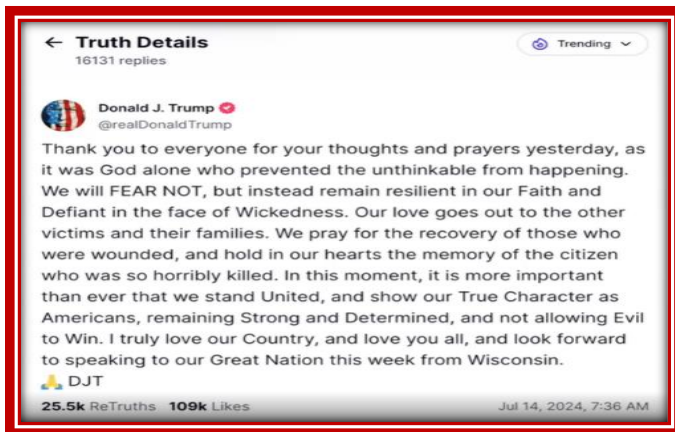 ← Truth Details
16131 replies
Trending
Donald J. Trump
@realDonaldTrump
Thank you to everyone for your thoughts and prayers yesterday, as
it was God alone who prevented the unthinkable from happening.
We will FEAR NOT, but instead remain resilient in our Faith and
Defiant in the face of Wickedness. Our love goes out to the other
victims and their families. We pray for the recovery of those who
were wounded, and hold in our hearts the memory of the citizen
who was so horribly killed. In this moment, it is more important
than ever that we stand United, and show our True Character as
Americans, remaining Strong and Determined, and not allowing Evil
to Win. I truly love our Country, and love you all, and look forward
to speaking to our Great Nation this week from Wisconsin.
🙏 DJT
25.5k ReTruths 109k Likes
Jul 14, 2024, 7:36 AM